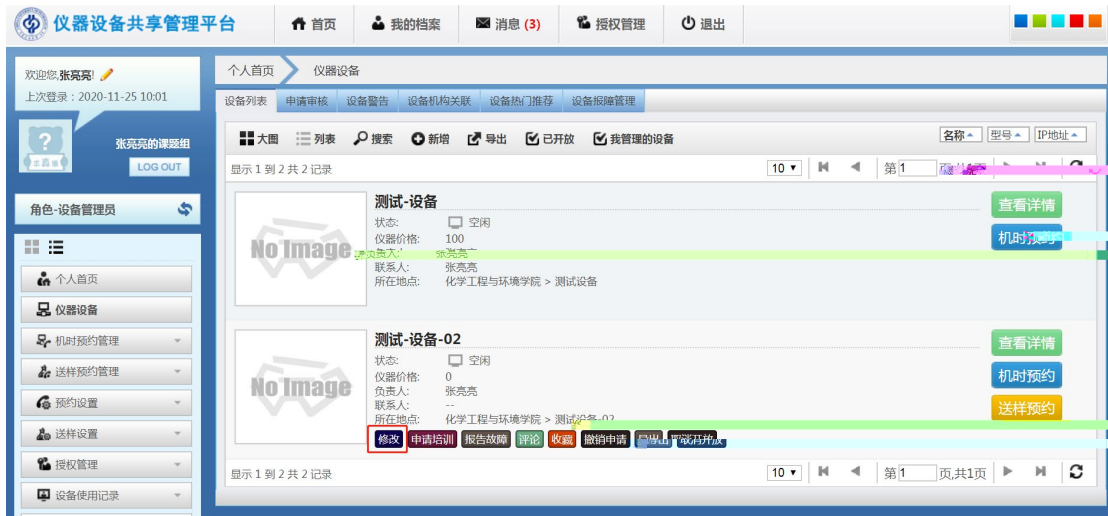 仪器设备共享管理平台
首页 我的档案 消息 (3) 授权管理 退出
欢迎您,张亮亮!
上次登录：2020-11-25 10:01
张亮亮的课题组
LOG OUT
角色-设备管理员
个人首页
仪器设备
机时预约管理
送样预约管理
预约设置
送样设置
授权管理
设备使用记录
个人首页 仪器设备
设备列表 申请审核 设备警告 设备机构关联 设备热门推荐 设备报障管理
大图 列表 搜索 新增 导出 已开放 我管理的设备 名称 型号 IP地址
显示 1 到 2 共 2 记录 10 第 1
No Image
测试-设备
状态: 空闲
仪器价格: 100
负责人: 张亮亮
联系人: 张亮亮
所在地点: 化学工程与环境学院 > 测试设备
查看详情
机时预约
No Image
测试-设备-02
状态: 空闲
仪器价格: 0
负责人: 张亮亮
联系人: --
所在地点: 化学工程与环境学院 > 测试设备-02
查看详情
机时预约
送样预约
修改 申请培训 报告故障 评论 收藏 撤销申请
显示 1 到 2 共 2 记录 10 第 1 页,共1页